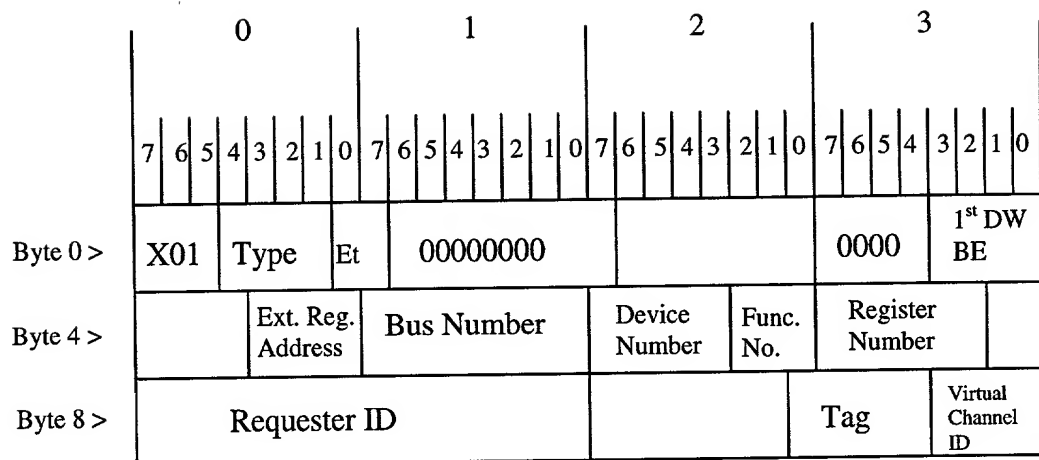 0 1 2 3
7 6 5 4 3 2 1 0 7 6 5 4 3 2 1 0 7 6 5 4 3 2 1 0 7 6 5 4 3 2 1 0
Byte 0 > X01 Type Et 00000000 0000 1st DW
BE
Byte 4 > Ext. Reg.
Address Bus Number Device
Number Func.
No. Register
Number
Byte 8 > Requester ID Tag Virtual
Channel
ID